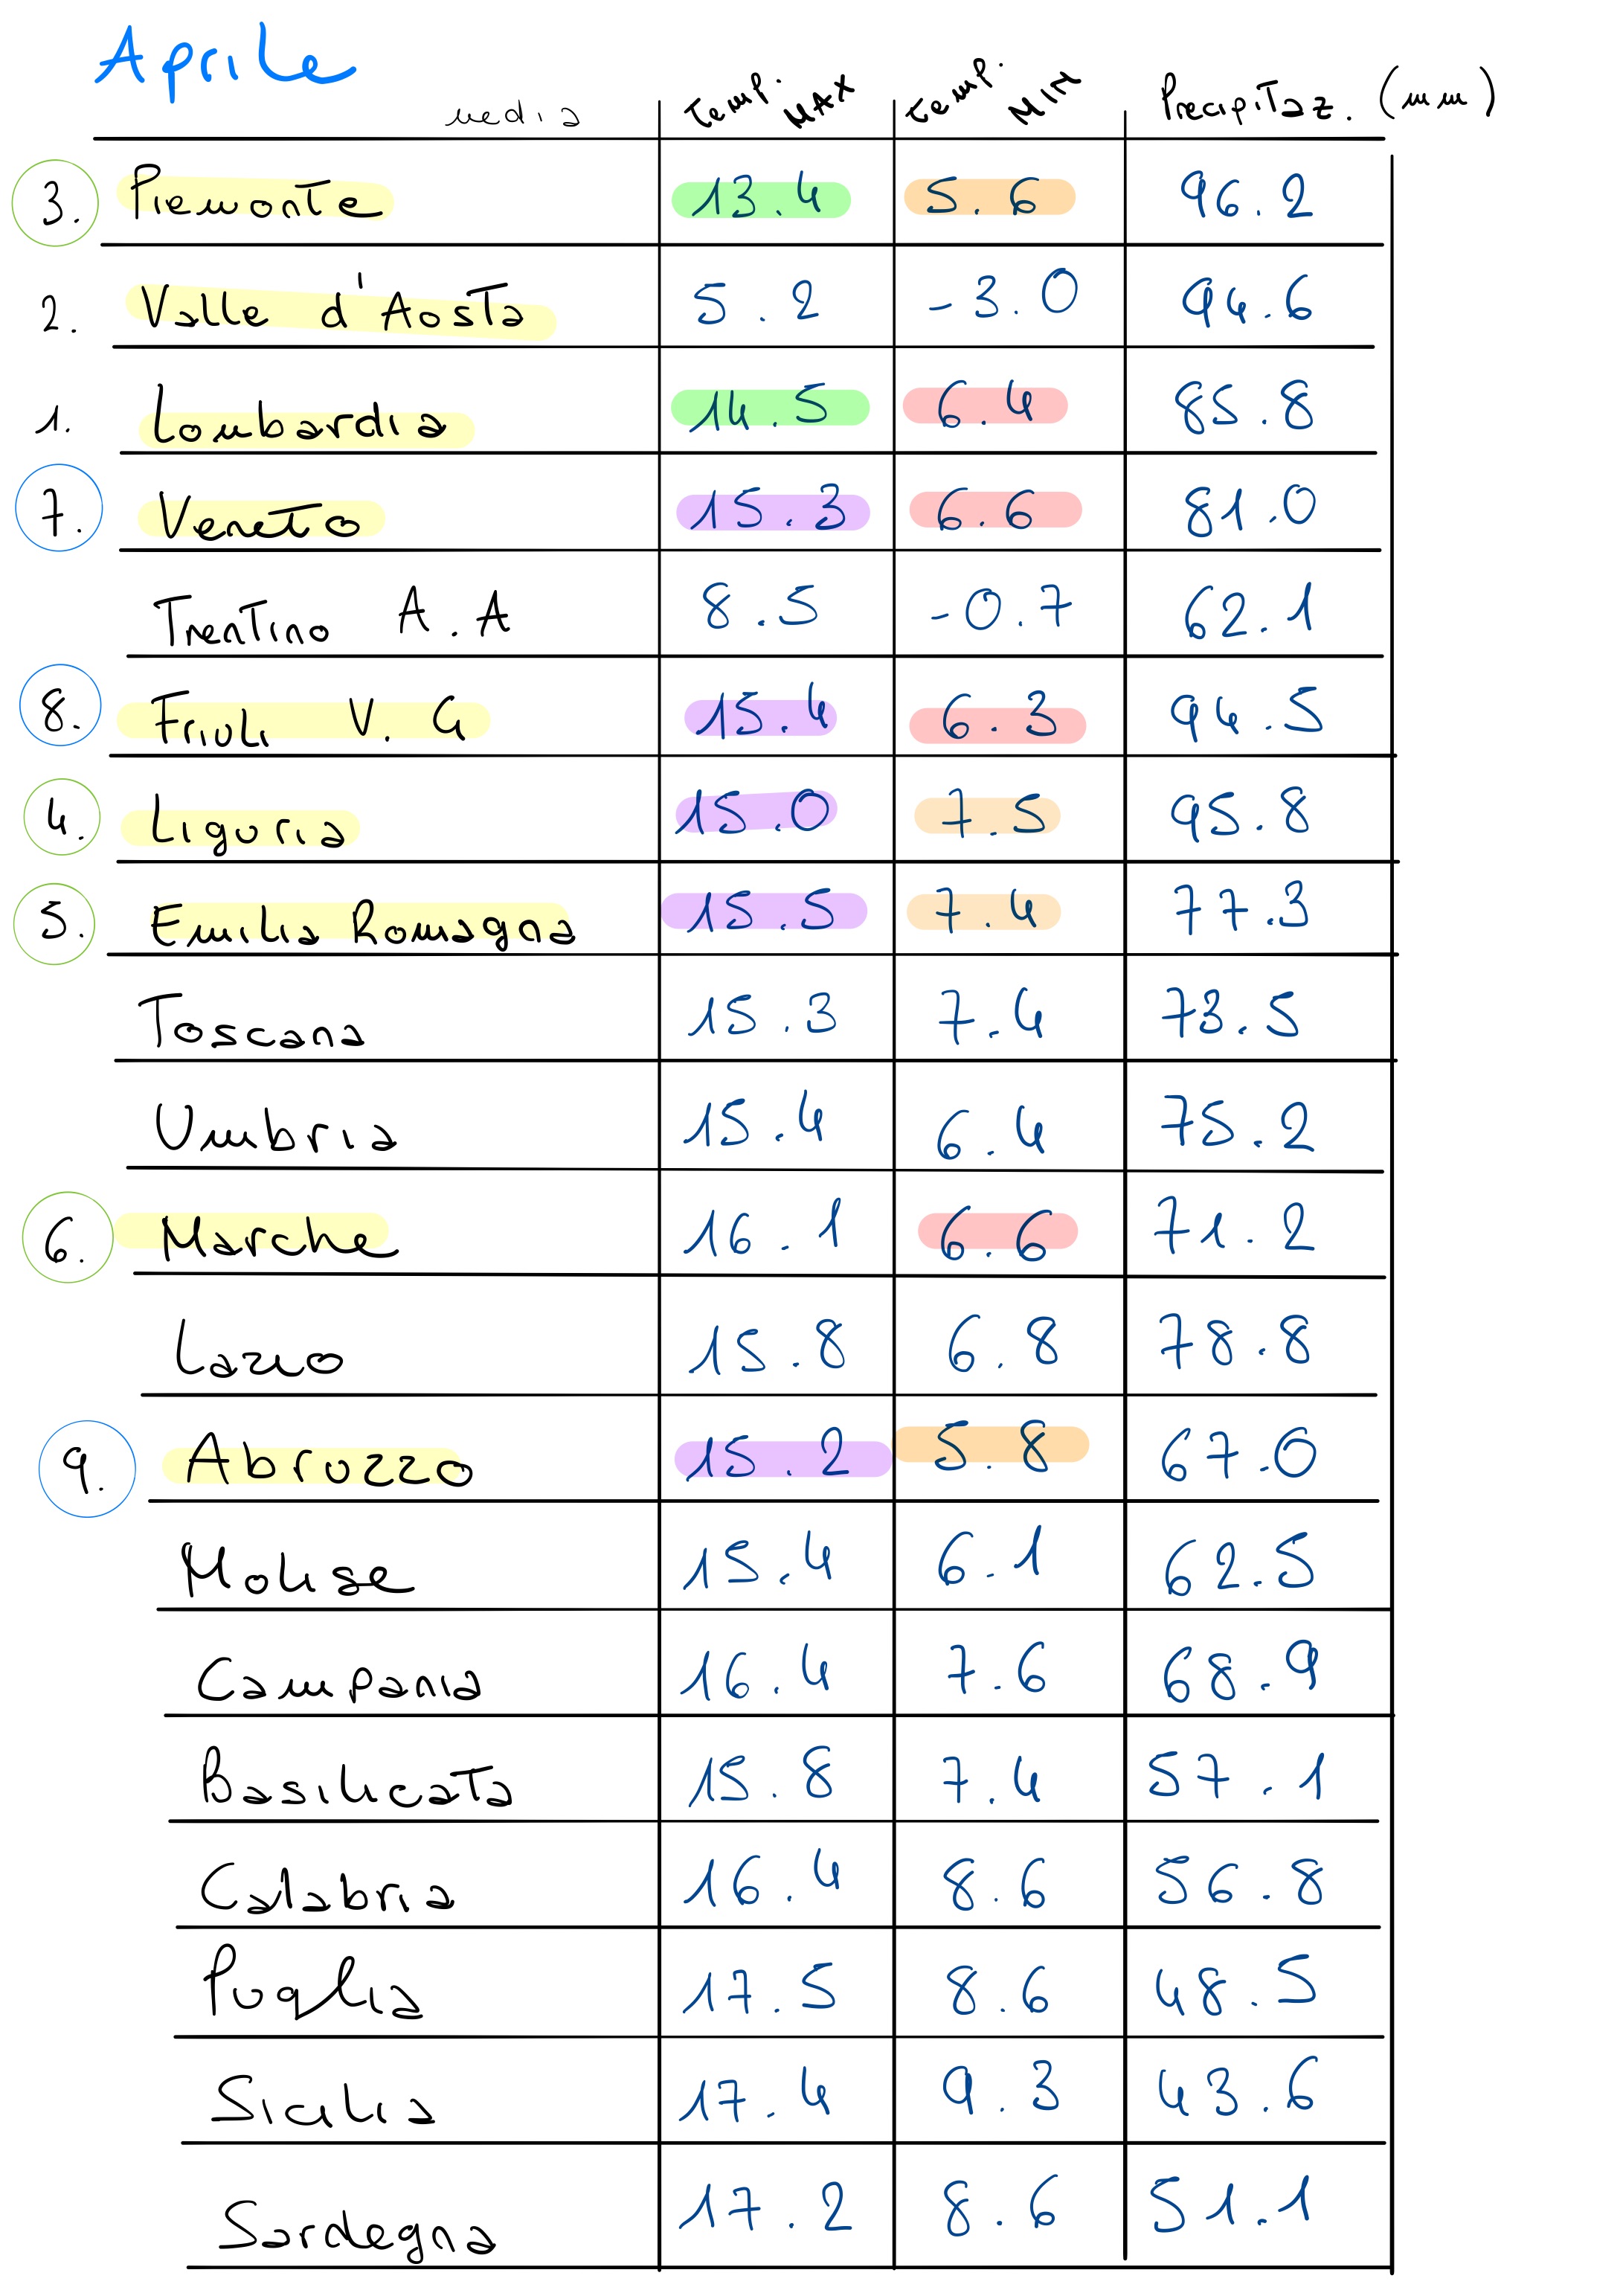 Aprile
media Temp. MAX Temp. MIN Precipitaz. (mm)
3. Piemonte 13.4 5.6 96.2
2. Valle d'Aosta 5.2 -3.0 94.6
1. Lombardia 14.5 6.4 85.8
7. Veneto 15.3 6.6 81.0
Trentino A.A 8.5 -0.7 62.1
8. Friuli V. G 15.4 6.3 94.5
4. Liguria 15.0 7.5 95.8
5. Emilia Romagna 15.5 7.4 77.3
Toscana 15.3 7.4 73.5
Umbria 15.4 6.4 75.2
6. Marche 16.1 6.6 71.2
Lazio 15.8 6.8 78.8
9. Abruzzo 15.2 5.8 67.0
Molise 15.4 6.1 62.5
Campania 16.4 7.6 68.9
Basilicata 15.8 7.4 57.1
Calabria 16.4 8.6 56.8
Puglia 17.5 8.6 48.5
Sicilia 17.4 9.3 43.6
Sardegna 17.2 8.6 51.1